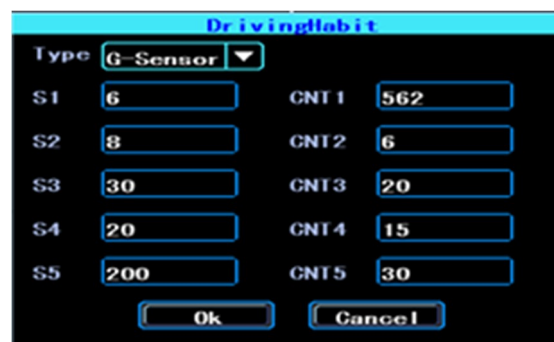 DrivingHabit
Type G-Sensor
S1 6 CNT1 562
S2 8 CNT2 6
S3 30 CNT3 20
S4 20 CNT4 15
S5 200 CNT5 30
Ok Cancel